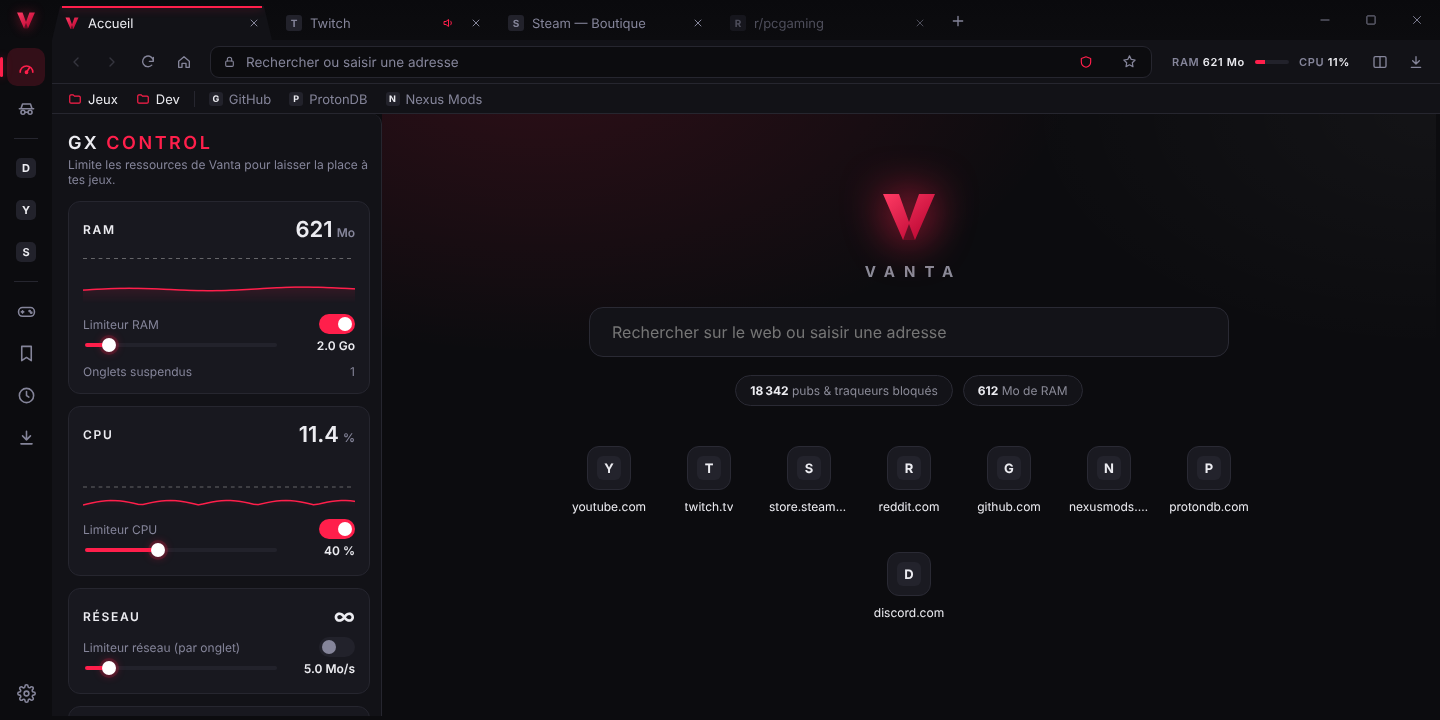 Accueil
T Twitch
S Steam — Boutique
R r/pcgaming
Rechercher ou saisir une adresse
RAM 621 Mo
CPU 11%
Jeux
Dev
G GitHub
P ProtonDB
N Nexus Mods
D
Y
S
GX CONTROL
Limite les ressources de Vanta pour laisser la place à
tes jeux.
RAM
621 Mo
Limiteur RAM
2.0 Go
Onglets suspendus
1
CPU
11.4 %
Limiteur CPU
40 %
RÉSEAU
∞
Limiteur réseau (par onglet)
5.0 Mo/s
VANTA
Rechercher sur le web ou saisir une adresse
18 342 pubs & traqueurs bloqués
612 Mo de RAM
Y
T
S
R
G
N
P
youtube.com
twitch.tv
store.steam...
reddit.com
github.com
nexusmods....
protondb.com
D
discord.com